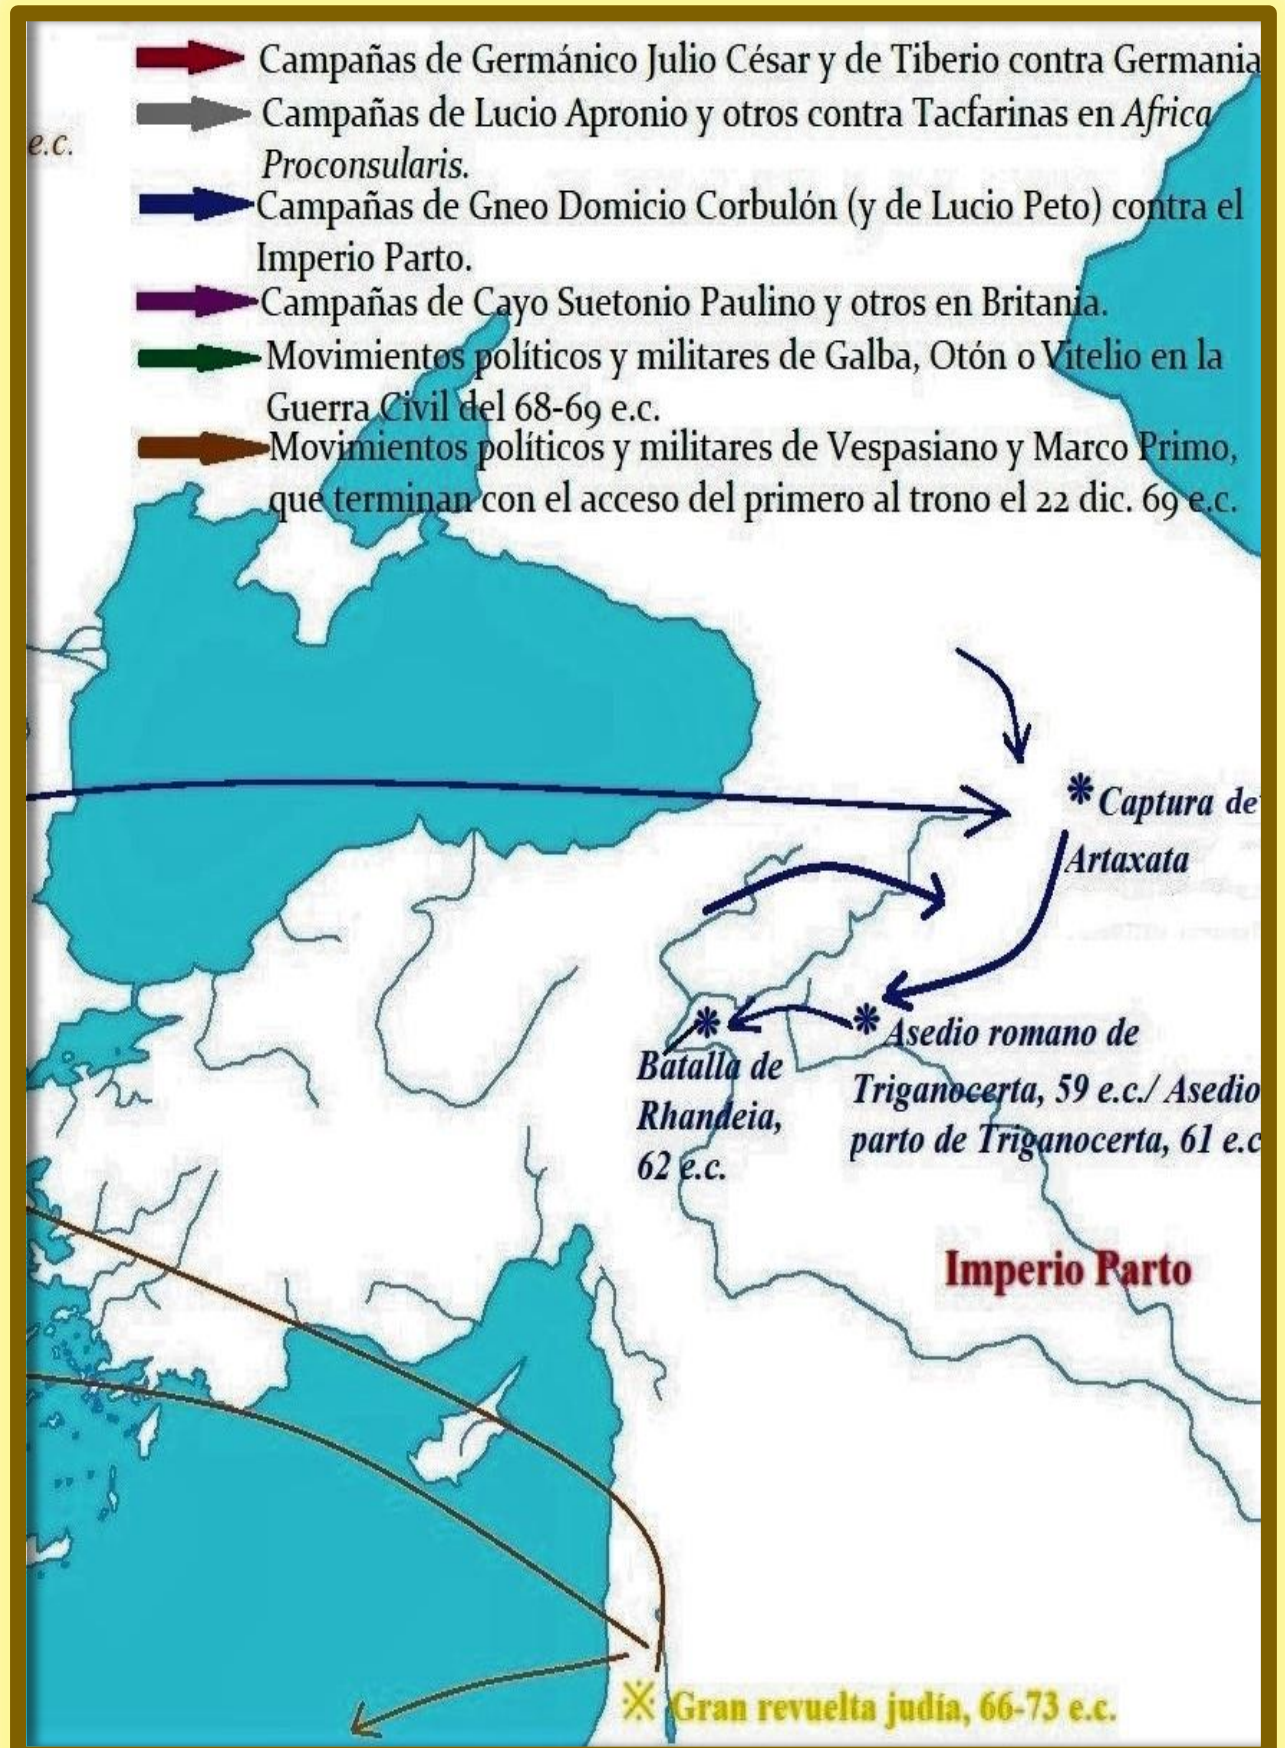 Campañas de Germánico Julio César y de Tiberio contra Germania
Campañas de Lucio Apronio y otros contra Tacfarinas en Africa
e.c.
Proconsularis.
Campañas de Gneo Domicio Corbulón (y de Lucio Peto) contra el
Imperio Parto.
Campañas de Cayo Suetonio Paulino y otros en Britania.
Movimientos políticos y militares de Galba, Otón o Vitelio en la
Guerra Civil del 68-69 e.c.
Movimientos políticos y militares de Vespasiano y Marco Primo,
que terminan con el acceso del primero al trono el 22 dic. 69 e.c.
Captura de
Artaxata
Asedio romano de
Triganocerta, 59 e.c./ Asedio
parto de Triganocerta, 61 e.c
Batalla de
Rhandeia,
62 e.c.
Imperio Parto
Gran revuelta judía, 66-73 e.c.